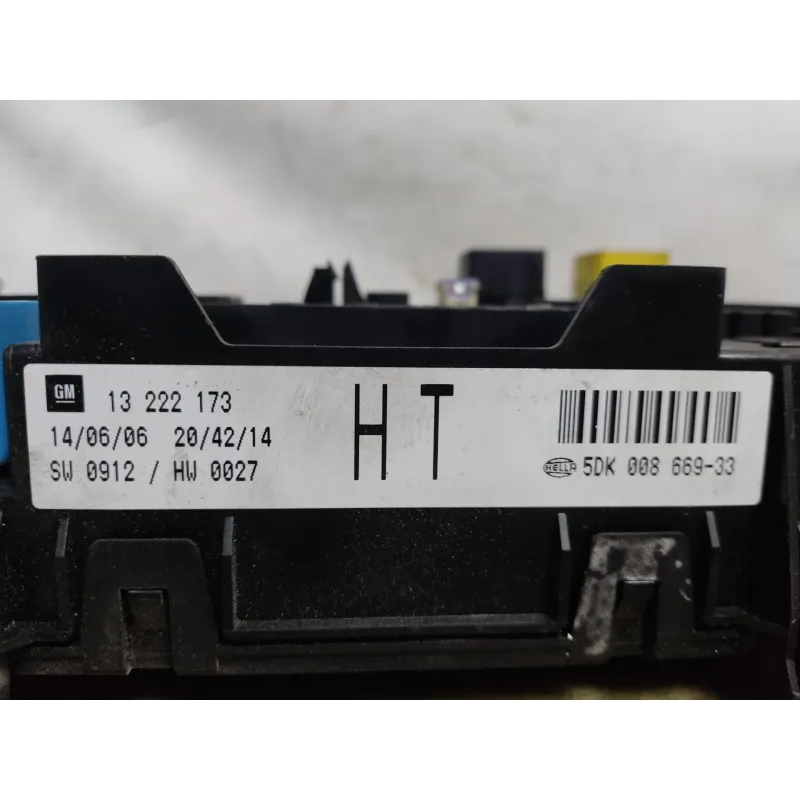 GM 13 222 173
14/06/06 20/42/14
SW 0912 / HW 0027
HT
HELLA 5DK 008 669-33